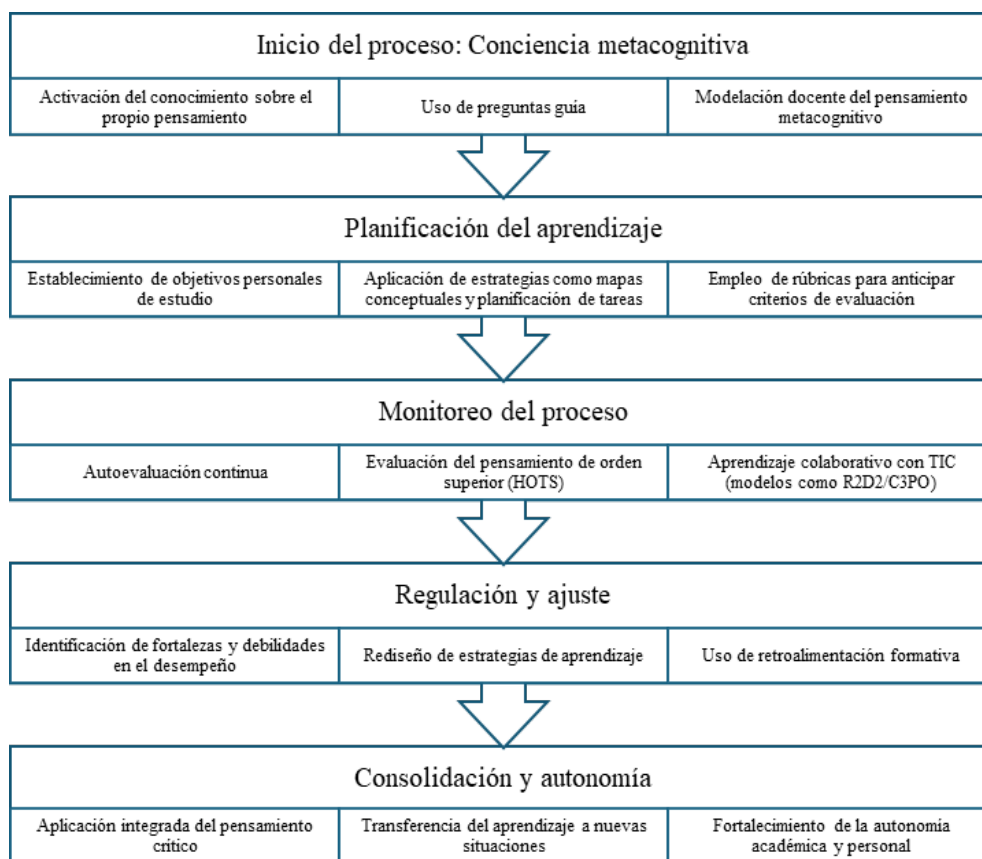 Inicio del proceso: Conciencia metacognitiva
Activación del conocimiento sobre el
propio pensamiento
Uso de preguntas guía
Modelación docente del pensamiento
metacognitivo
Planificación del aprendizaje
Establecimiento de objetivos personales
de estudio
Aplicación de estrategias como mapas
conceptuales y planificación de tareas
Empleo de rúbricas para anticipar
criterios de evaluación
Monitoreo del proceso
Autoevaluación continua
Evaluación del pensamiento de orden
superior (HOTS)
Aprendizaje colaborativo con TIC
(modelos como R2D2/C3PO)
Regulación y ajuste
Identificación de fortalezas y debilidades
en el desempeño
Rediseño de estrategias de aprendizaje
Uso de retroalimentación formativa
Consolidación y autonomía
Aplicación integrada del pensamiento
crítico
Transferencia del aprendizaje a nuevas
situaciones
Fortalecimiento de la autonomía
académica y personal